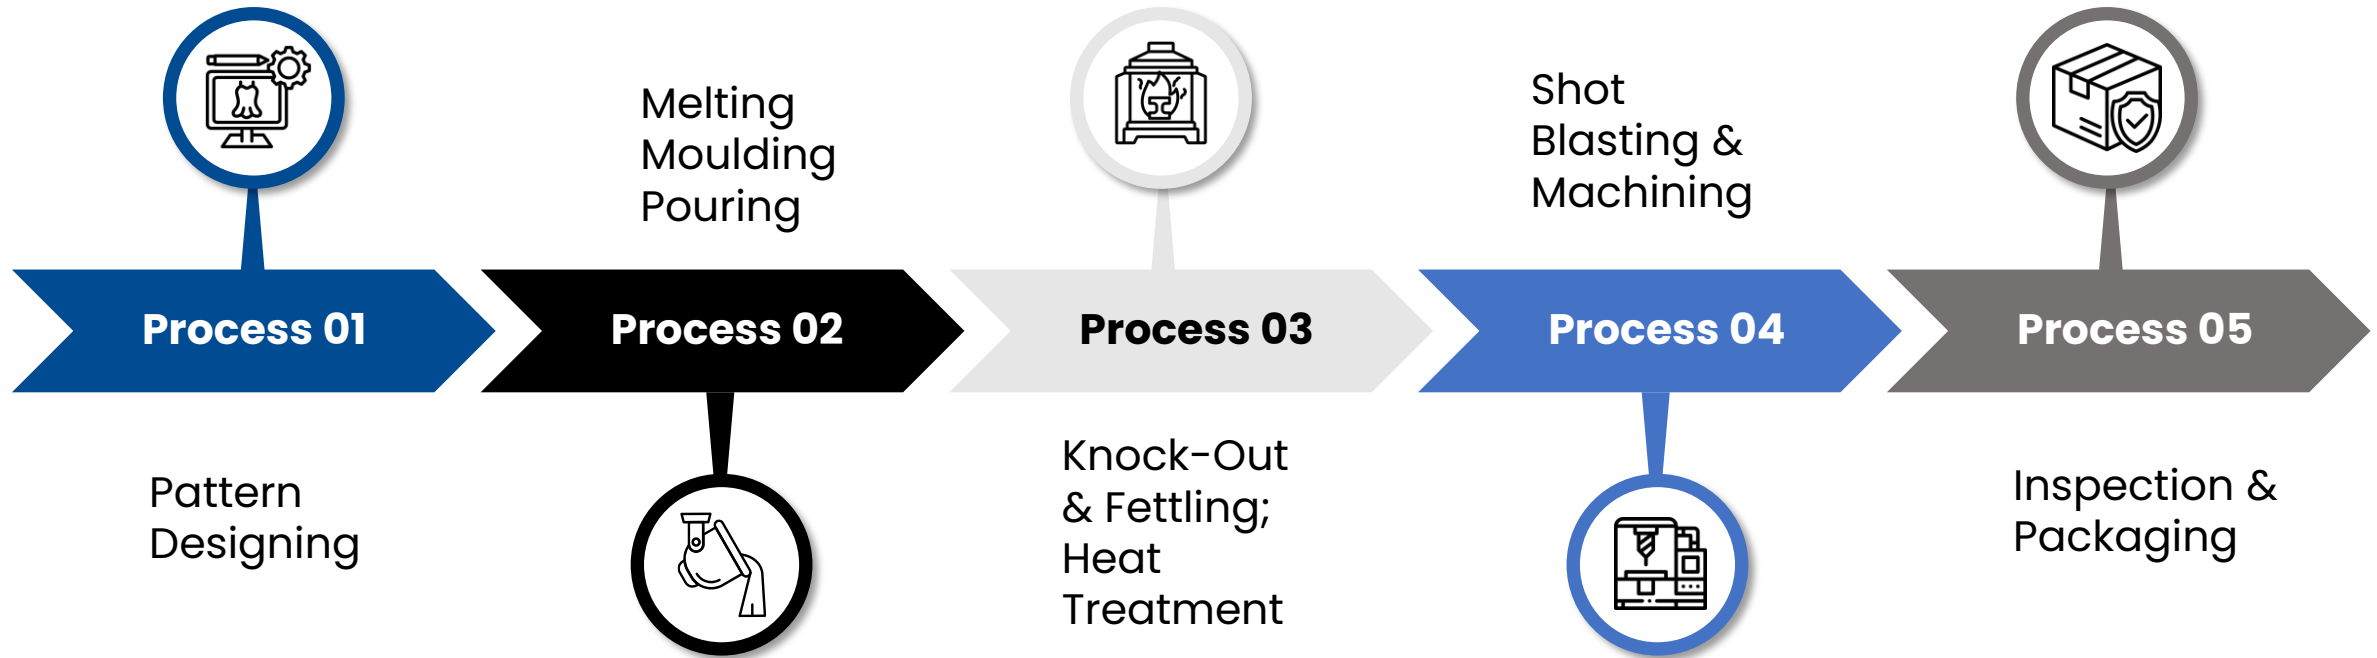 Melting
Moulding
Pouring
Shot
Blasting &
Machining
Process 01
Process 02
Process 03
Process 04
Process 05
Pattern
Designing
Knock-Out
& Fettling;
Heat
Treatment
Inspection &
Packaging